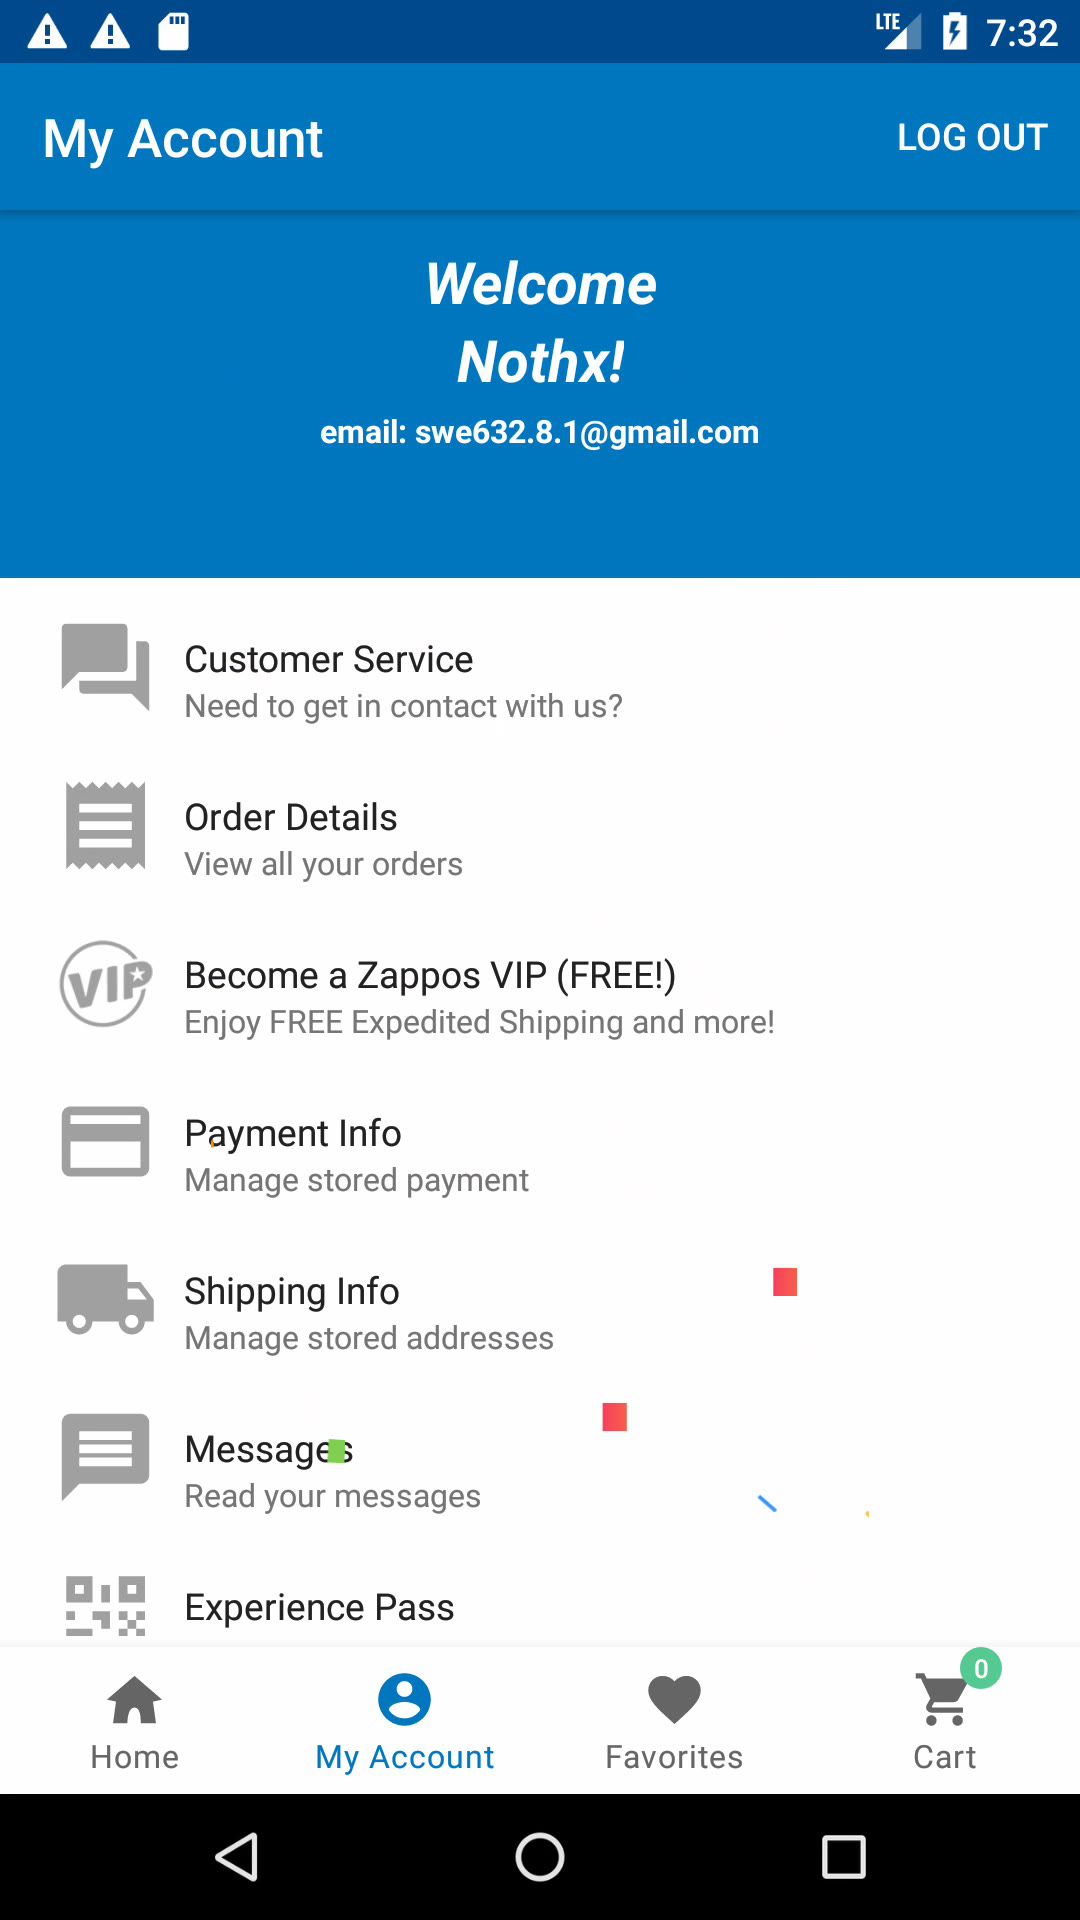 LTE 7:32
My Account LOG OUT
Welcome
Nothx!
email: swe632.8.1@gmail.com
Customer Service
Need to get in contact with us?
Order Details
View all your orders
VIP
Become a Zappos VIP (FREE!)
Enjoy FREE Expedited Shipping and more!
Payment Info
Manage stored payment
Shipping Info
Manage stored addresses
Messages
Read your messages
Experience Pass
0
Home My Account Favorites Cart